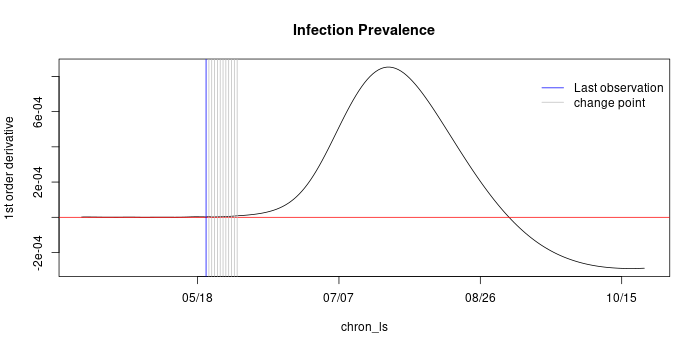 Infection Prevalence
1st order derivative
6e-04
2e-04
-2e-04
Last observation
change point
05/18
07/07
08/26
10/15
chron_ls